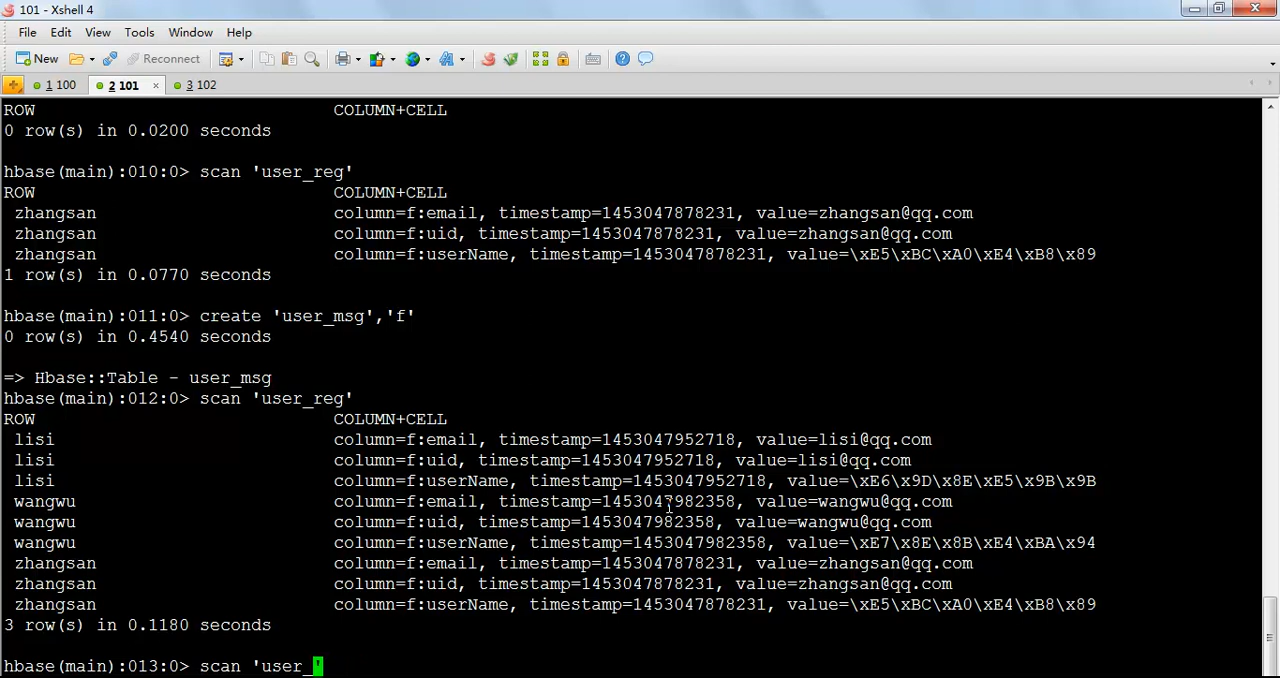 101 - Xshell 4
File Edit View Tools Window Help
New Reconnect
1 100 2 101 × 3 102
ROW COLUMN+CELL
0 row(s) in 0.0200 seconds
hbase(main):010:0> scan 'user_reg'
ROW COLUMN+CELL
zhangsan column=f:email, timestamp=1453047878231, value=zhangsan@qq.com
zhangsan column=f:uid, timestamp=1453047878231, value=zhangsan@qq.com
zhangsan column=f:userName, timestamp=1453047878231, value=\xE5\xBC\xA0\xE4\xB8\x89
1 row(s) in 0.0770 seconds
hbase(main):011:0> create 'user_msg','f'
0 row(s) in 0.4540 seconds
=> Hbase::Table - user_msg
hbase(main):012:0> scan 'user_reg'
ROW COLUMN+CELL
lisi column=f:email, timestamp=1453047952718, value=lisi@qq.com
lisi column=f:uid, timestamp=1453047952718, value=lisi@qq.com
lisi column=f:userName, timestamp=1453047952718, value=\xE6\x9D\x8E\xE5\x9B\x9B
wangwu column=f:email, timestamp=1453047982358, value=wangwu@qq.com
wangwu column=f:uid, timestamp=1453047982358, value=wangwu@qq.com
wangwu column=f:userName, timestamp=1453047982358, value=\xE7\x8E\x8B\xE4\xBA\x94
zhangsan column=f:email, timestamp=1453047878231, value=zhangsan@qq.com
zhangsan column=f:uid, timestamp=1453047878231, value=zhangsan@qq.com
zhangsan column=f:userName, timestamp=1453047878231, value=\xE5\xBC\xA0\xE4\xB8\x89
3 row(s) in 0.1180 seconds
hbase(main):013:0> scan 'user_'